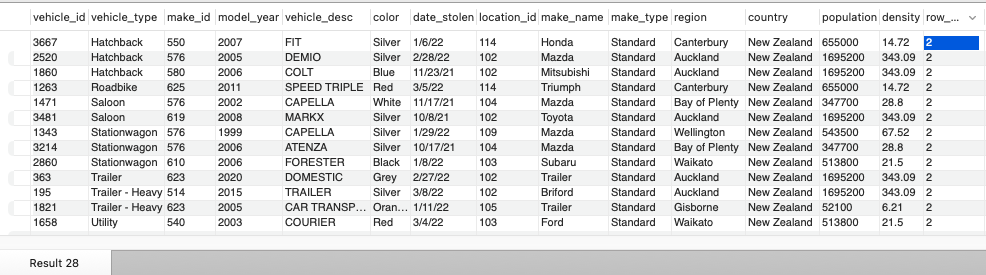 vehicle_id vehicle_type make_id model_year vehicle_desc color date_stolen location_id make_name make_type region country population density row_...
3667 Hatchback 550 2007 FIT Silver 1/6/22 114 Honda Standard Canterbury New Zealand 655000 14.72 2
2520 Hatchback 576 2005 DEMIO Silver 2/28/22 102 Mazda Standard Auckland New Zealand 1695200 343.09 2
1860 Hatchback 580 2006 COLT Blue 11/23/21 102 Mitsubishi Standard Auckland New Zealand 1695200 343.09 2
1263 Roadbike 625 2011 SPEED TRIPLE Red 3/5/22 114 Triumph Standard Canterbury New Zealand 655000 14.72 2
1471 Saloon 576 2002 CAPELLA White 11/17/21 104 Mazda Standard Bay of Plenty New Zealand 347700 28.8 2
3481 Saloon 619 2008 MARKX Silver 10/8/21 102 Toyota Standard Auckland New Zealand 1695200 343.09 2
1343 Stationwagon 576 1999 CAPELLA Silver 1/29/22 109 Mazda Standard Wellington New Zealand 543500 67.52 2
3214 Stationwagon 576 2006 ATENZA Silver 10/17/21 104 Mazda Standard Bay of Plenty New Zealand 347700 28.8 2
2860 Stationwagon 610 2006 FORESTER Black 1/8/22 103 Subaru Standard Waikato New Zealand 513800 21.5 2
363 Trailer 623 2020 DOMESTIC Grey 2/27/22 102 Trailer Standard Auckland New Zealand 1695200 343.09 2
195 Trailer - Heavy 514 2015 TRAILER Silver 3/8/22 102 Briford Standard Auckland New Zealand 1695200 343.09 2
1821 Trailer - Heavy 623 2005 CAR TRANSP... Oran... 1/11/22 105 Trailer Standard Gisborne New Zealand 52100 6.21 2
1658 Utility 540 2003 COURIER Red 3/4/22 103 Ford Standard Waikato New Zealand 513800 21.5 2
Result 28